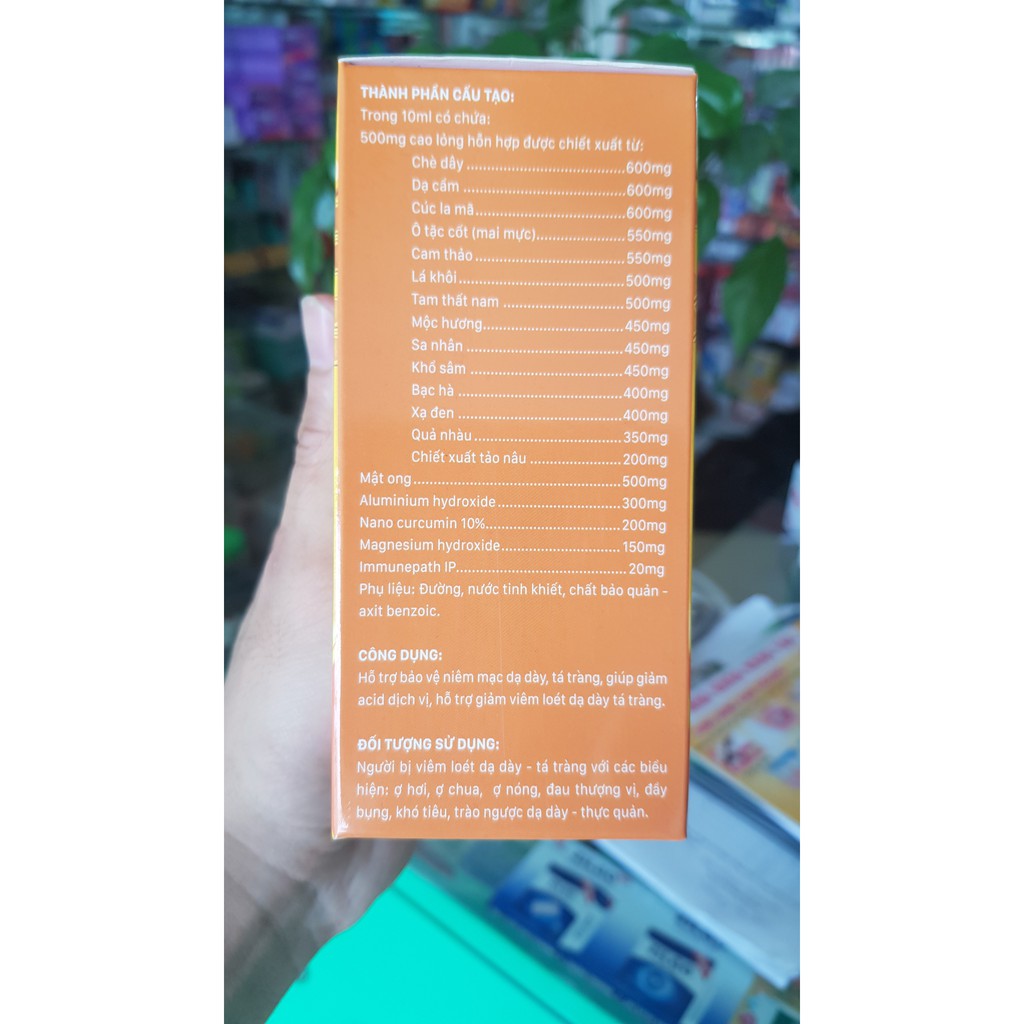 THÀNH PHẦN CẤU TẠO:
Trong 10ml có chứa:
500mg cao lỏng hỗn hợp được chiết xuất từ:
Chè dây ........................................600mg
Dạ cẩm ........................................600mg
Cúc la mã......................................600mg
Ô tặc cốt (mai mực)......................550mg
Cam thảo......................................550mg
Lá khôi..........................................500mg
Tam thất nam ..............................500mg
Mộc hương...................................450mg
Sa nhân .......................................450mg
Khổ sâm ......................................450mg
Bạc hà .........................................400mg
Xạ đen .........................................400mg
Quả nhàu.....................................350mg
Chiết xuất tảo nâu .......................200mg
Mật ong....................................................500mg
Aluminium hydroxide...............................300mg
Nano curcumin 10%..................................200mg
Magnesium hydroxide..............................150mg
Immunepath IP...........................................20mg
Phụ liệu: Đường, nước tinh khiết, chất bảo quản -
axit benzoic.
CÔNG DỤNG:
Hỗ trợ bảo vệ niêm mạc dạ dày, tá tràng, giúp giảm
acid dịch vị, hỗ trợ giảm viêm loét dạ dày tá tràng.
ĐỐI TƯỢNG SỬ DỤNG:
Người bị viêm loét dạ dày - tá tràng với các biểu
hiện: ợ hơi, ợ chua, ợ nóng, đau thượng vị, đầy
bụng, khó tiêu, trào ngược dạ dày - thực quản.